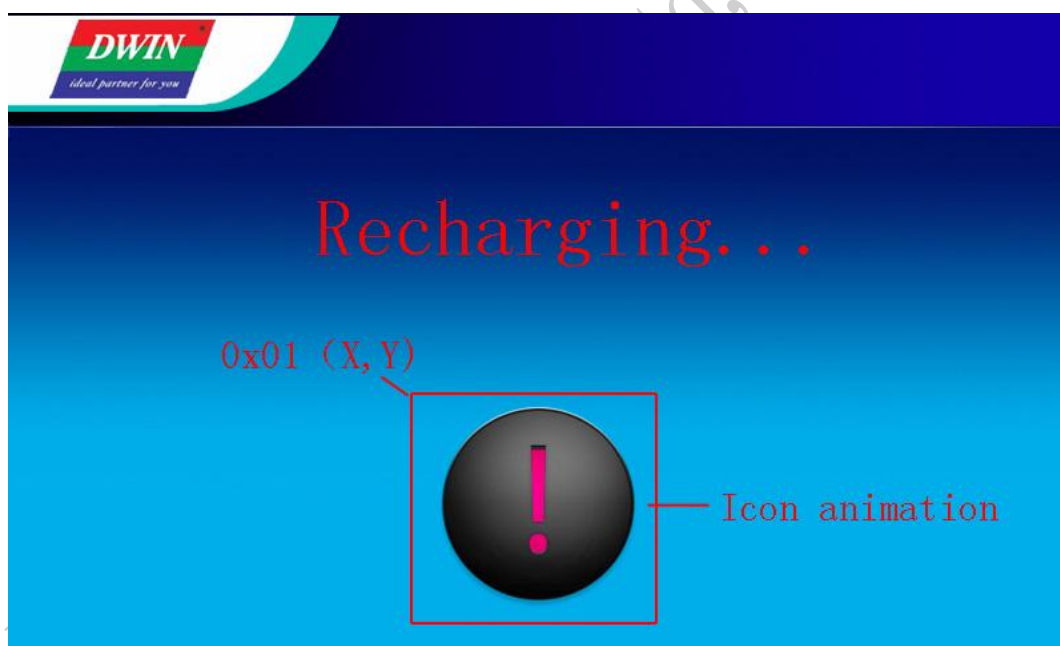 DWIN
ideal partner for you
Recharging...
0x01 (X,Y)
!
Icon animation